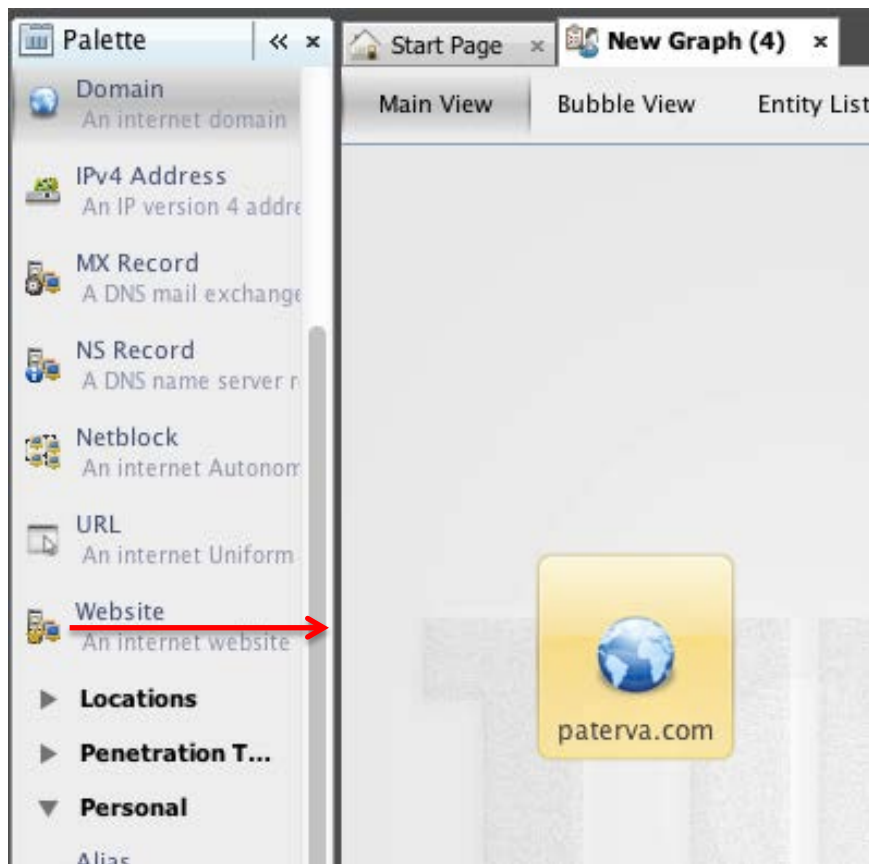 Palette
Start Page
New Graph (4)
Main View
Bubble View
Entity List
Domain
An internet domain
IPv4 Address
An IP version 4 addre
MX Record
A DNS mail exchange
NS Record
A DNS name server r
Netblock
An internet Autonom
URL
An internet Uniform
Website
An internet website
Locations
Penetration T...
Personal
Alias
paterva.com